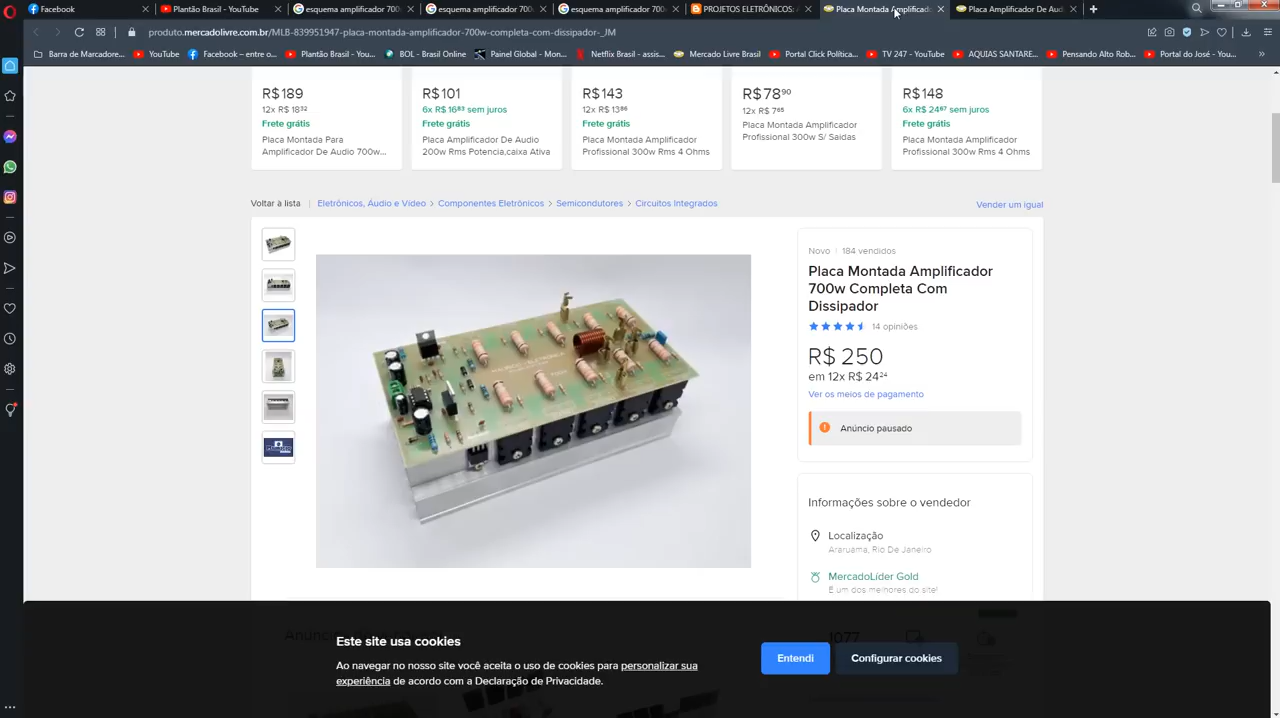 Facebook
Plantão Brasil - YouTube
esquema amplificador 700
esquema amplificador 700
esquema amplificador 700
PROJETOS ELETRÔNICOS: A
Placa Montada Amplificado
Placa Amplificador De Audi
produto.mercadolivre.com.br/MLB-839951947-placa-montada-amplificador-700w-completa-com-dissipador-_JM
Barra de Marcadore...
YouTube
Facebook – entre o...
Plantão Brasil - You...
BOL - Brasil Online
Painel Global - Mon...
Netflix Brasil - assis...
Mercado Livre Brasil
Portal Click Política...
TV 247 - YouTube
AQUIAS SANTARE...
Pensando Alto Rob...
Portal do José - You...
R$189
12x R$ 18³²
Frete grátis
Placa Montada Para
Amplificador De Audio 700w...
R$101
6x R$ 16⁸³ sem juros
Frete grátis
Placa Amplificador De Audio
200w Rms Potencia,caixa Ativa
R$143
12x R$ 13⁸⁶
Frete grátis
Placa Montada Amplificador
Profissional 300w Rms 4 Ohms
R$78⁹⁰
12x R$ 7⁶⁵
Placa Montada Amplificador
Profissional 300w S/ Saidas
R$148
6x R$ 24⁶⁷ sem juros
Frete grátis
Placa Montada Amplificador
Profissional 300w Rms 4 Ohms
Voltar à lista
Eletrônicos, Áudio e Vídeo > Componentes Eletrônicos > Semicondutores > Circuitos Integrados
Vender um igual
Novo | 184 vendidos
Placa Montada Amplificador
700w Completa Com
Dissipador
14 opiniões
R$ 250
em 12x R$ 24²⁴
Ver os meios de pagamento
Anúncio pausado
Informações sobre o vendedor
Localização
Araruama, Rio De Janeiro
MercadoLíder Gold
É um dos melhores do site!
1077
Este site usa cookies
Ao navegar no nosso site você aceita o uso de cookies para personalizar sua
experiência de acordo com a Declaração de Privacidade.
Entendi
Configurar cookies